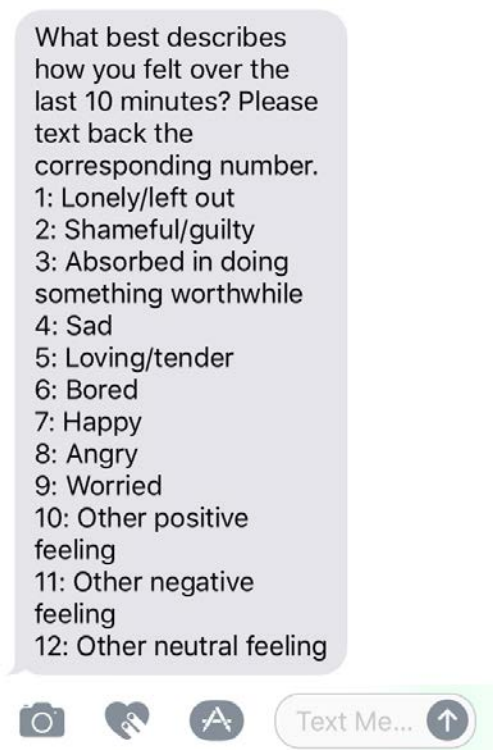 What best describes
how you felt over the
last 10 minutes? Please
text back the
corresponding number.
1: Lonely/left out
2: Shameful/guilty
3: Absorbed in doing
something worthwhile
4: Sad
5: Loving/tender
6: Bored
7: Happy
8: Angry
9: Worried
10: Other positive
feeling
11: Other negative
feeling
12: Other neutral feeling
Text Me...